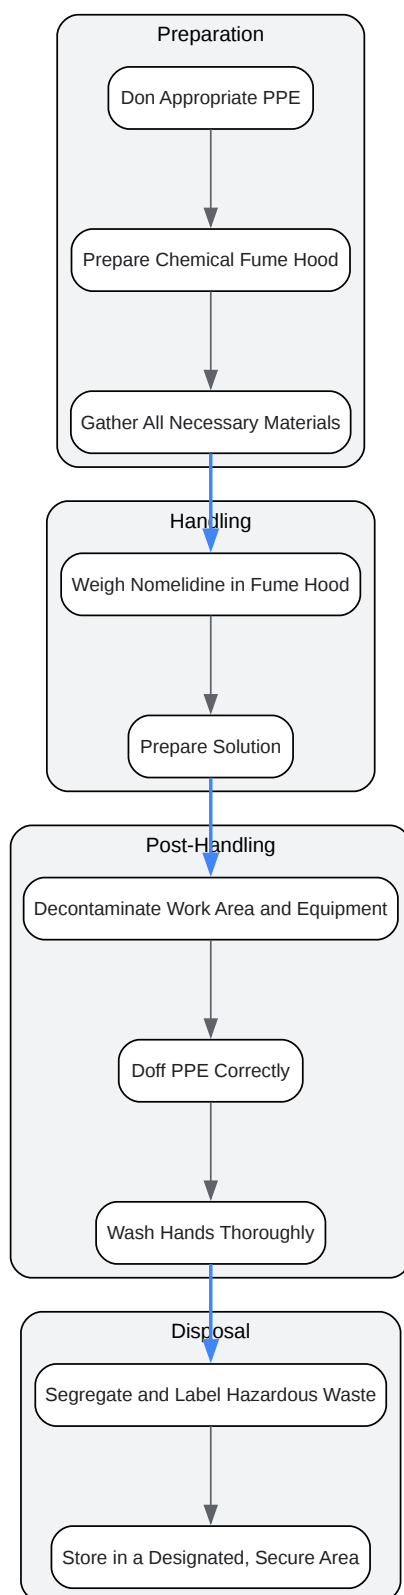 Preparation
Don Appropriate PPE
Prepare Chemical Fume Hood
Gather All Necessary Materials
Handling
Weigh Nomelidine in Fume Hood
Prepare Solution
Post-Handling
Decontaminate Work Area and Equipment
Doff PPE Correctly
Wash Hands Thoroughly
Disposal
Segregate and Label Hazardous Waste
Store in a Designated, Secure Area